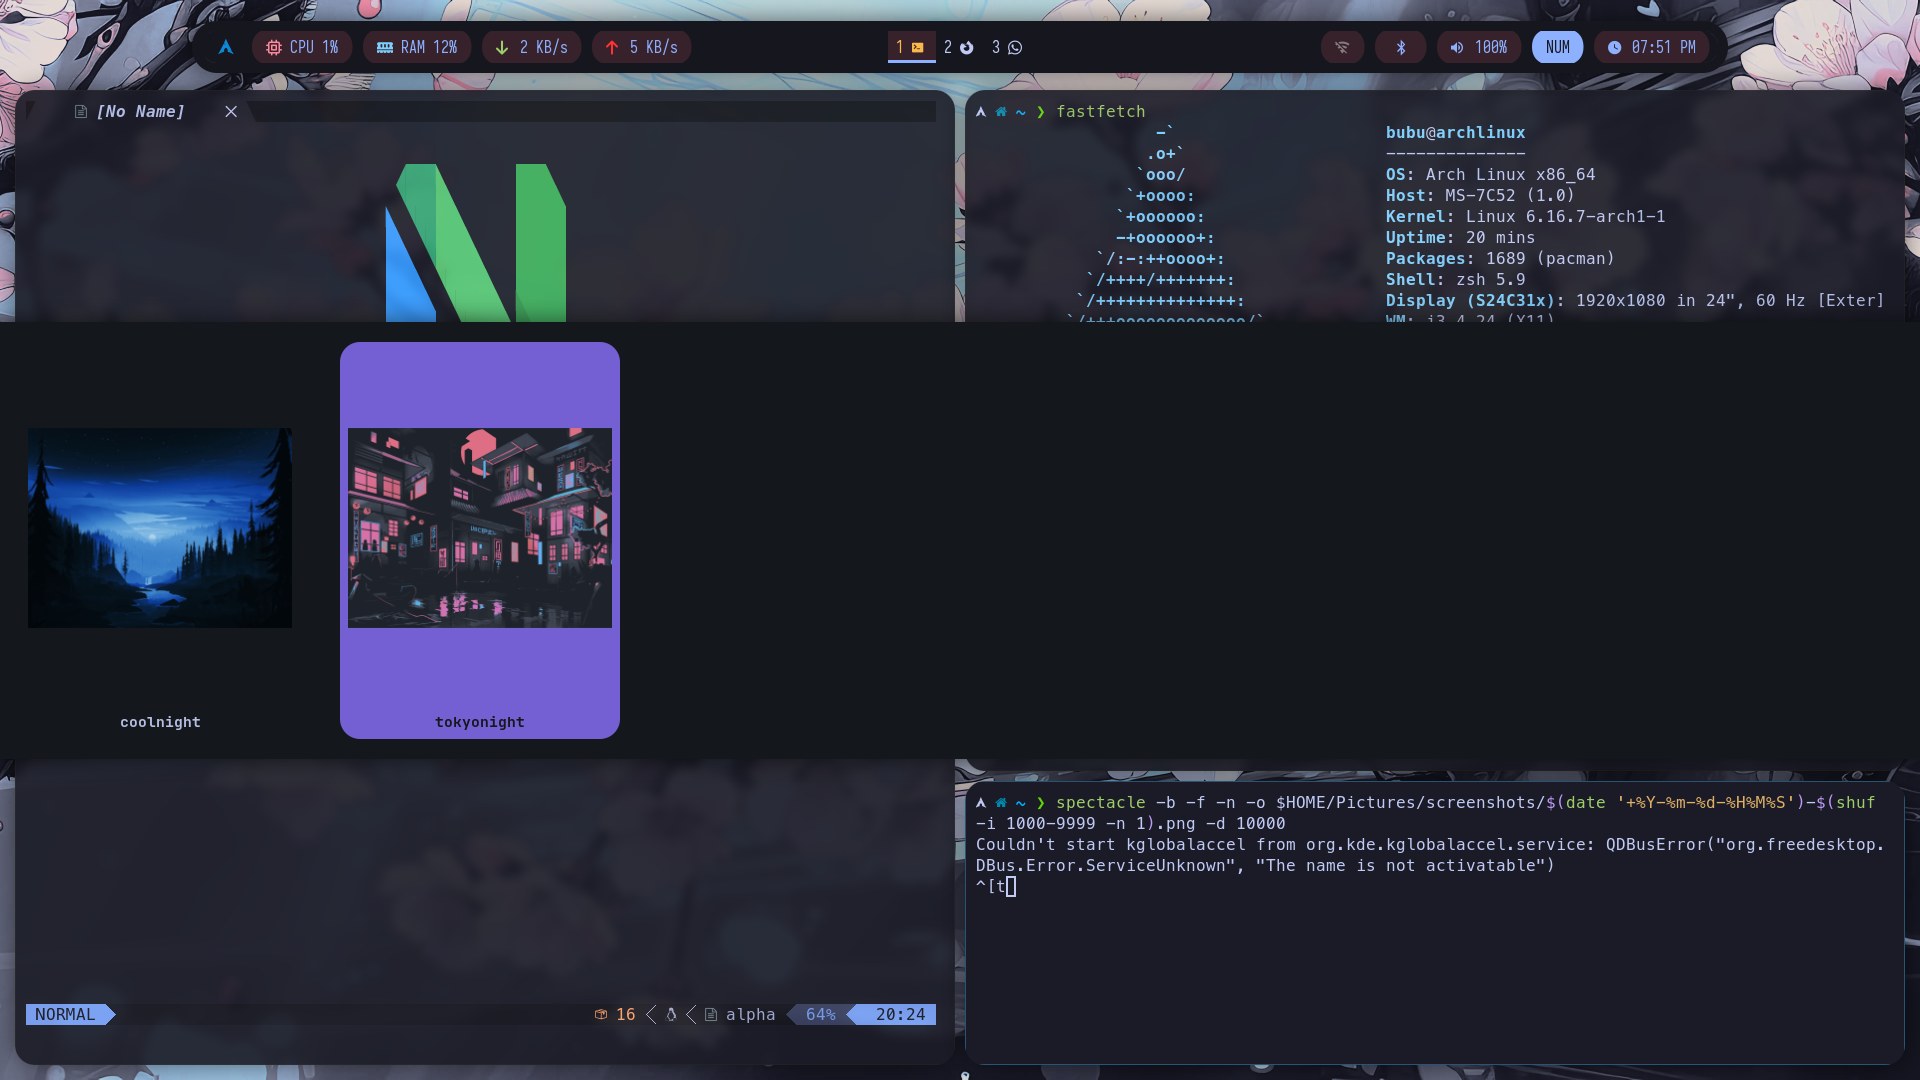 CPU 1% RAM 12% 2 KB/s 5 KB/s 1 2 3 100% NUM 07:51 PM
[No Name]
~ ❯ fastfetch
-`
.o+`
`ooo/
`+oooo:
`+oooooo:
-+oooooo+:
`/:-:++oooo+:
`/++++/+++++++:
`/++++++++++++++:
`/+++ooooooooooooo/`
bubu@archlinux
--------------
OS: Arch Linux x86_64
Host: MS-7C52 (1.0)
Kernel: Linux 6.16.7-arch1-1
Uptime: 20 mins
Packages: 1689 (pacman)
Shell: zsh 5.9
Display (S24C31x): 1920x1080 in 24", 60 Hz [Exter]
WM: i3 4.24 (X11)
coolnight
tokyonight
~ ❯ spectacle -b -f -n -o $HOME/Pictures/screenshots/$(date '+%Y-%m-%d-%H%M%S')-$(shuf
-i 1000-9999 -n 1).png -d 10000
Couldn't start kglobalaccel from org.kde.kglobalaccel.service: QDBusError("org.freedesktop.
DBus.Error.ServiceUnknown", "The name is not activatable")
^[t
NORMAL 16 alpha 64% 20:24